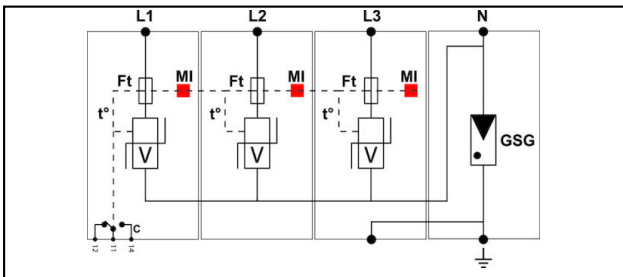 L1 L2 L3 N
Ft MI Ft MI Ft MI
t° t° t°
GSG
V V V
C
12 11 14